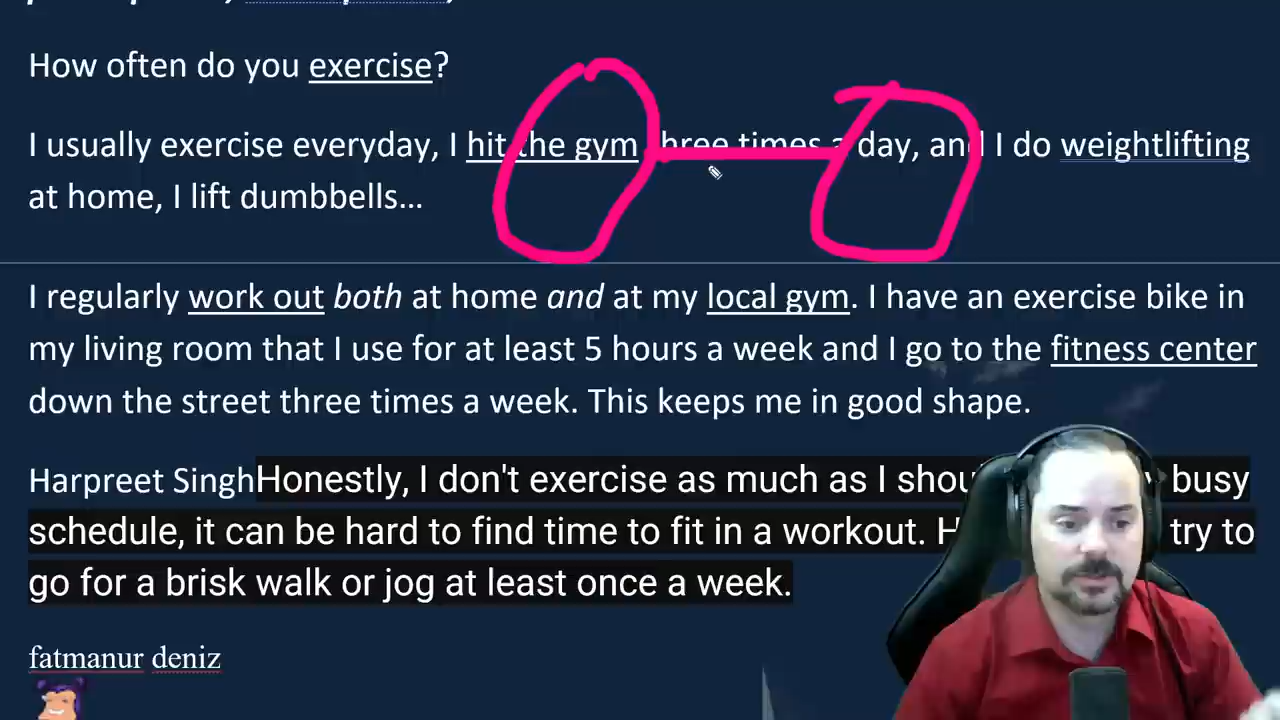 How often do you exercise?
I usually exercise everyday, I hit the gym three times a day, and I do weightlifting
at home, I lift dumbbells...
I regularly work out both at home and at my local gym. I have an exercise bike in
my living room that I use for at least 5 hours a week and I go to the fitness center
down the street three times a week. This keeps me in good shape.
Harpreet SinghHonestly, I don't exercise as much as I busy
schedule, it can be hard to find time to fit in a workout. try to
go for a brisk walk or jog at least once a week.
fatmanur deniz